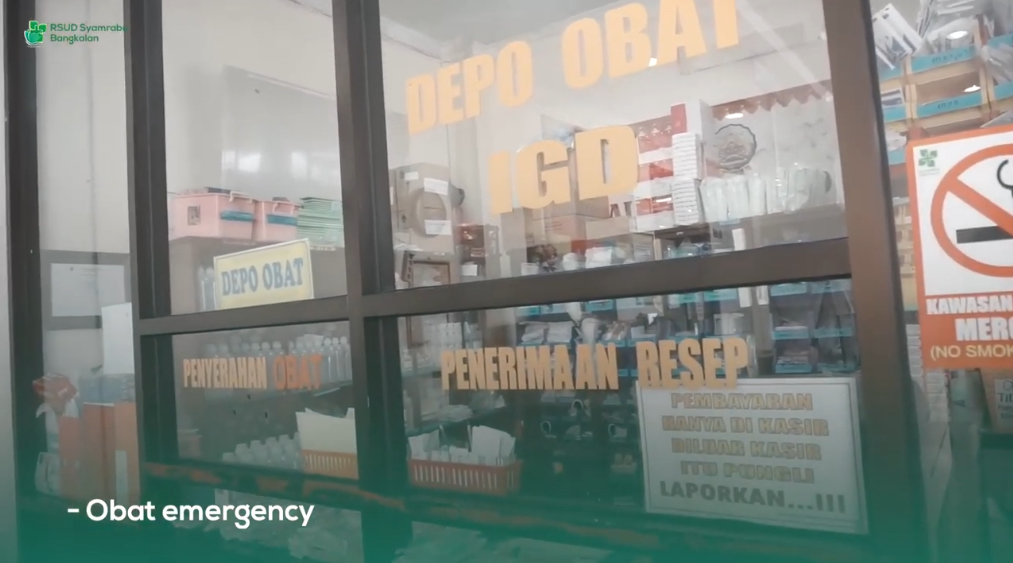 RSUD Syamrabu
Bangkalan
DEPO OBAT
IGD
DEPO OBAT
PENYERAHAN OBAT
PENERIMAAN RESEP
PEMBAYARAN
HANYA DI KASIR
DILUAR KASIR
ITU PUNGLI
LAPORKAN...!!!
KAWASAN
(NO SMOK
- Obat emergency